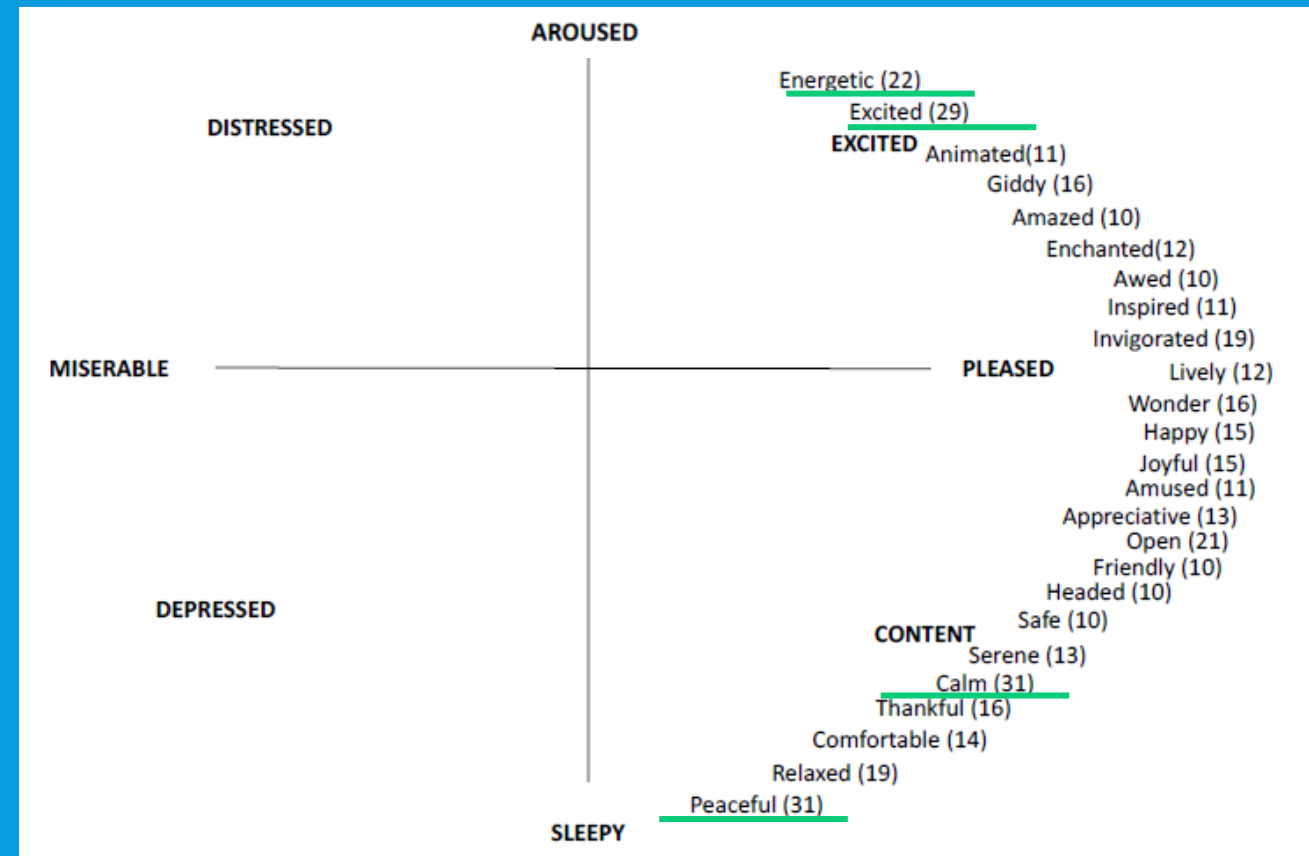 AROUSED
Energetic (22)
Excited (29)
DISTRESSED
EXCITED
Animated(11)
Giddy (16)
Amazed (10)
Enchanted(12)
Awed (10)
Inspired (11)
Invigorated (19)
MISERABLE
PLEASED
Lively (12)
Wonder (16)
Happy (15)
Joyful (15)
Amused (11)
Appreciative (13)
Open (21)
Friendly (10)
Headed (10)
DEPRESSED
Safe (10)
CONTENT
Serene (13)
Calm (31)
Thankful (16)
Comfortable (14)
Relaxed (19)
Peaceful (31)
SLEEPY